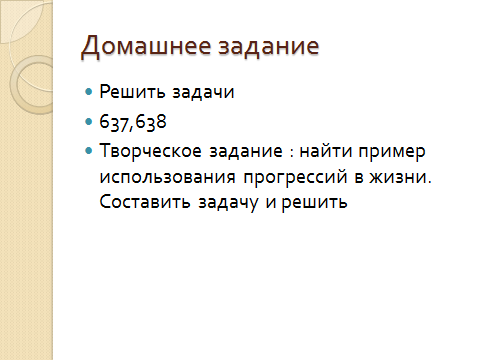 Домашнее задание
Решить задачи
637,638
Творческое задание : найти пример
использования прогрессий в жизни.
Составить задачу и решить